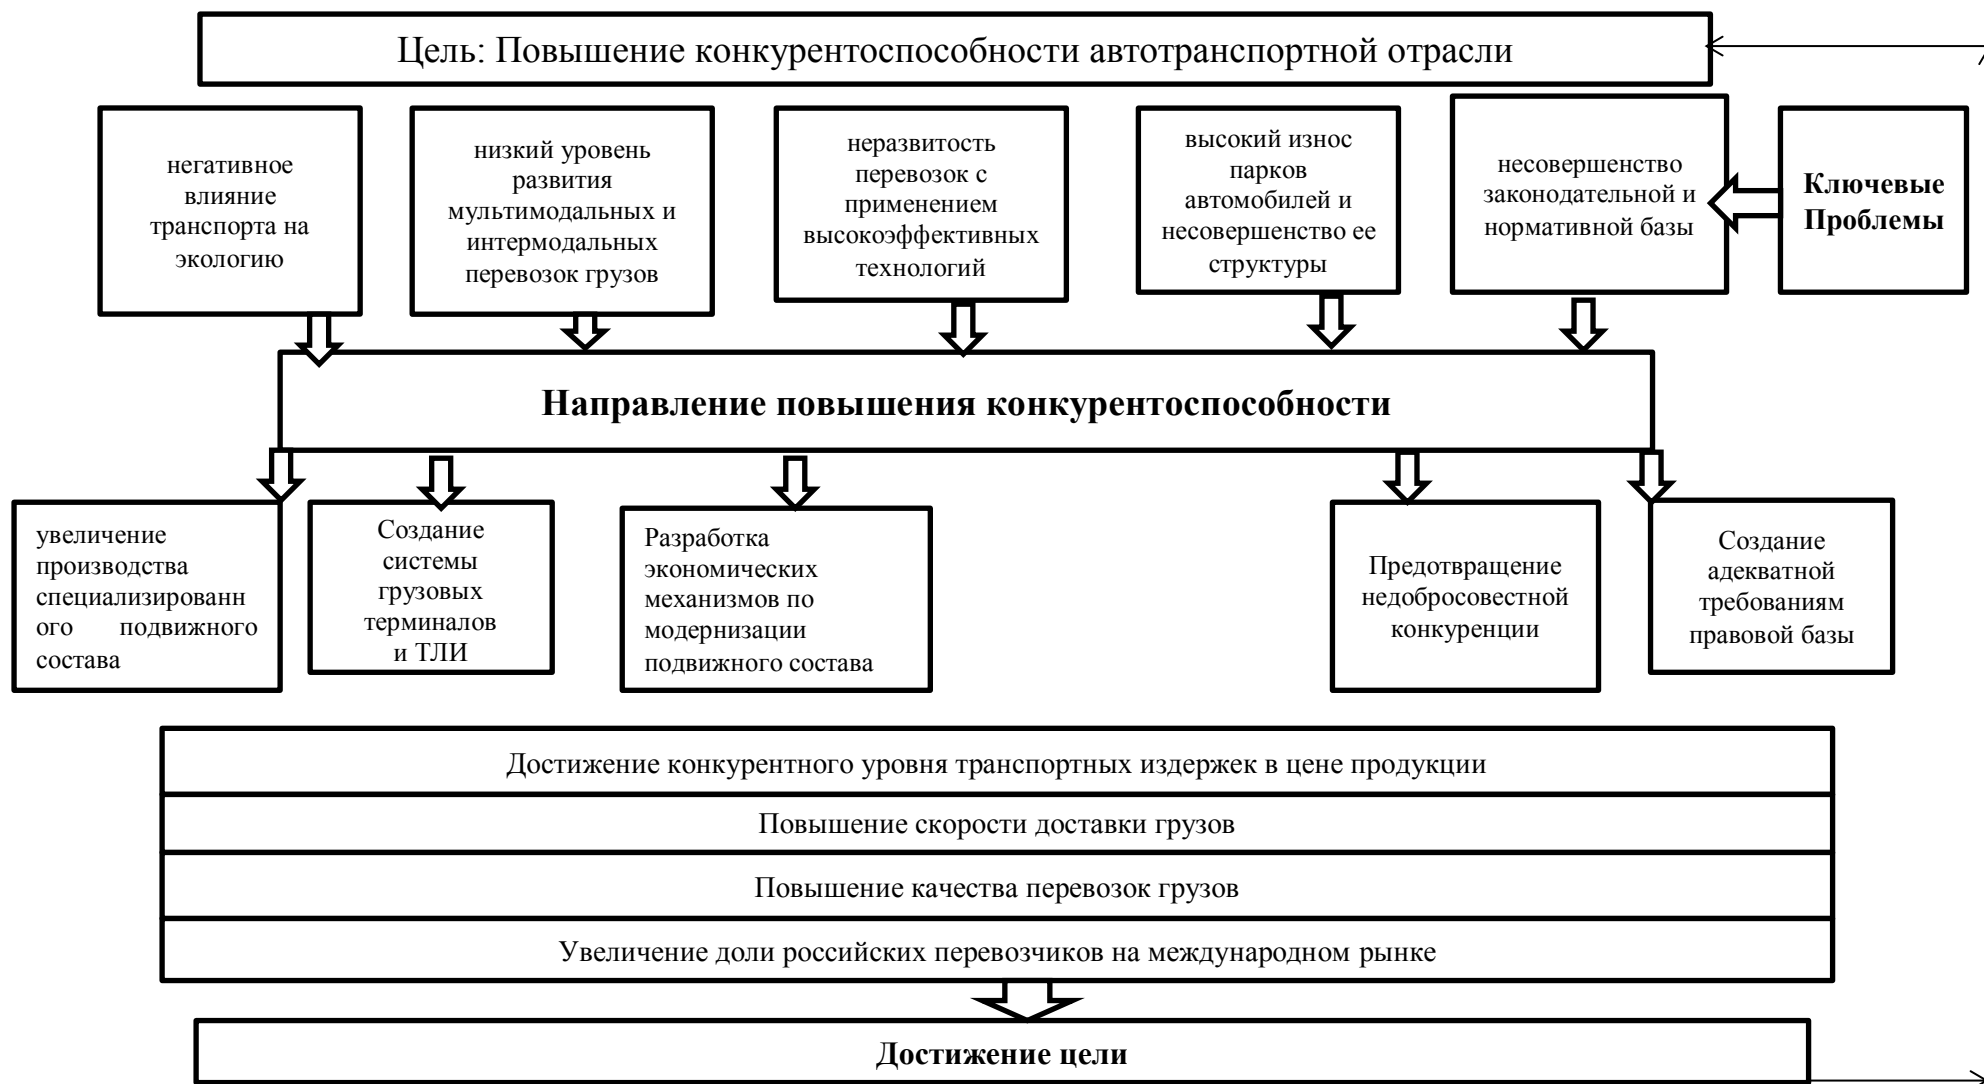 Цель: Повышение конкурентоспособности автотранспортной отрасли
негативное
влияние
транспорта на
экологию
низкий уровень
развития
мультимодальных и
интермодальных
перевозок грузов
неразвитость
перевозок с
применением
высокоэффективных
технологий
высокий износ
парков
автомобилей и
несовершенство ее
структуры
несовершенство
законодательной и
нормативной базы
Ключевые
Проблемы
Направление повышения конкурентоспособности
увеличение
производства
специализированн
ого подвижного
состава
Создание
системы
грузовых
терминалов
и ТЛИ
Разработка
экономических
механизмов по
модернизации
подвижного состава
Предотвращение
недобросовестной
конкуренции
Создание
адекватной
требованиям
правовой базы
Достижение конкурентного уровня транспортных издержек в цене продукции
Повышение скорости доставки грузов
Повышение качества перевозок грузов
Увеличение доли российских перевозчиков на международном рынке
Достижение цели